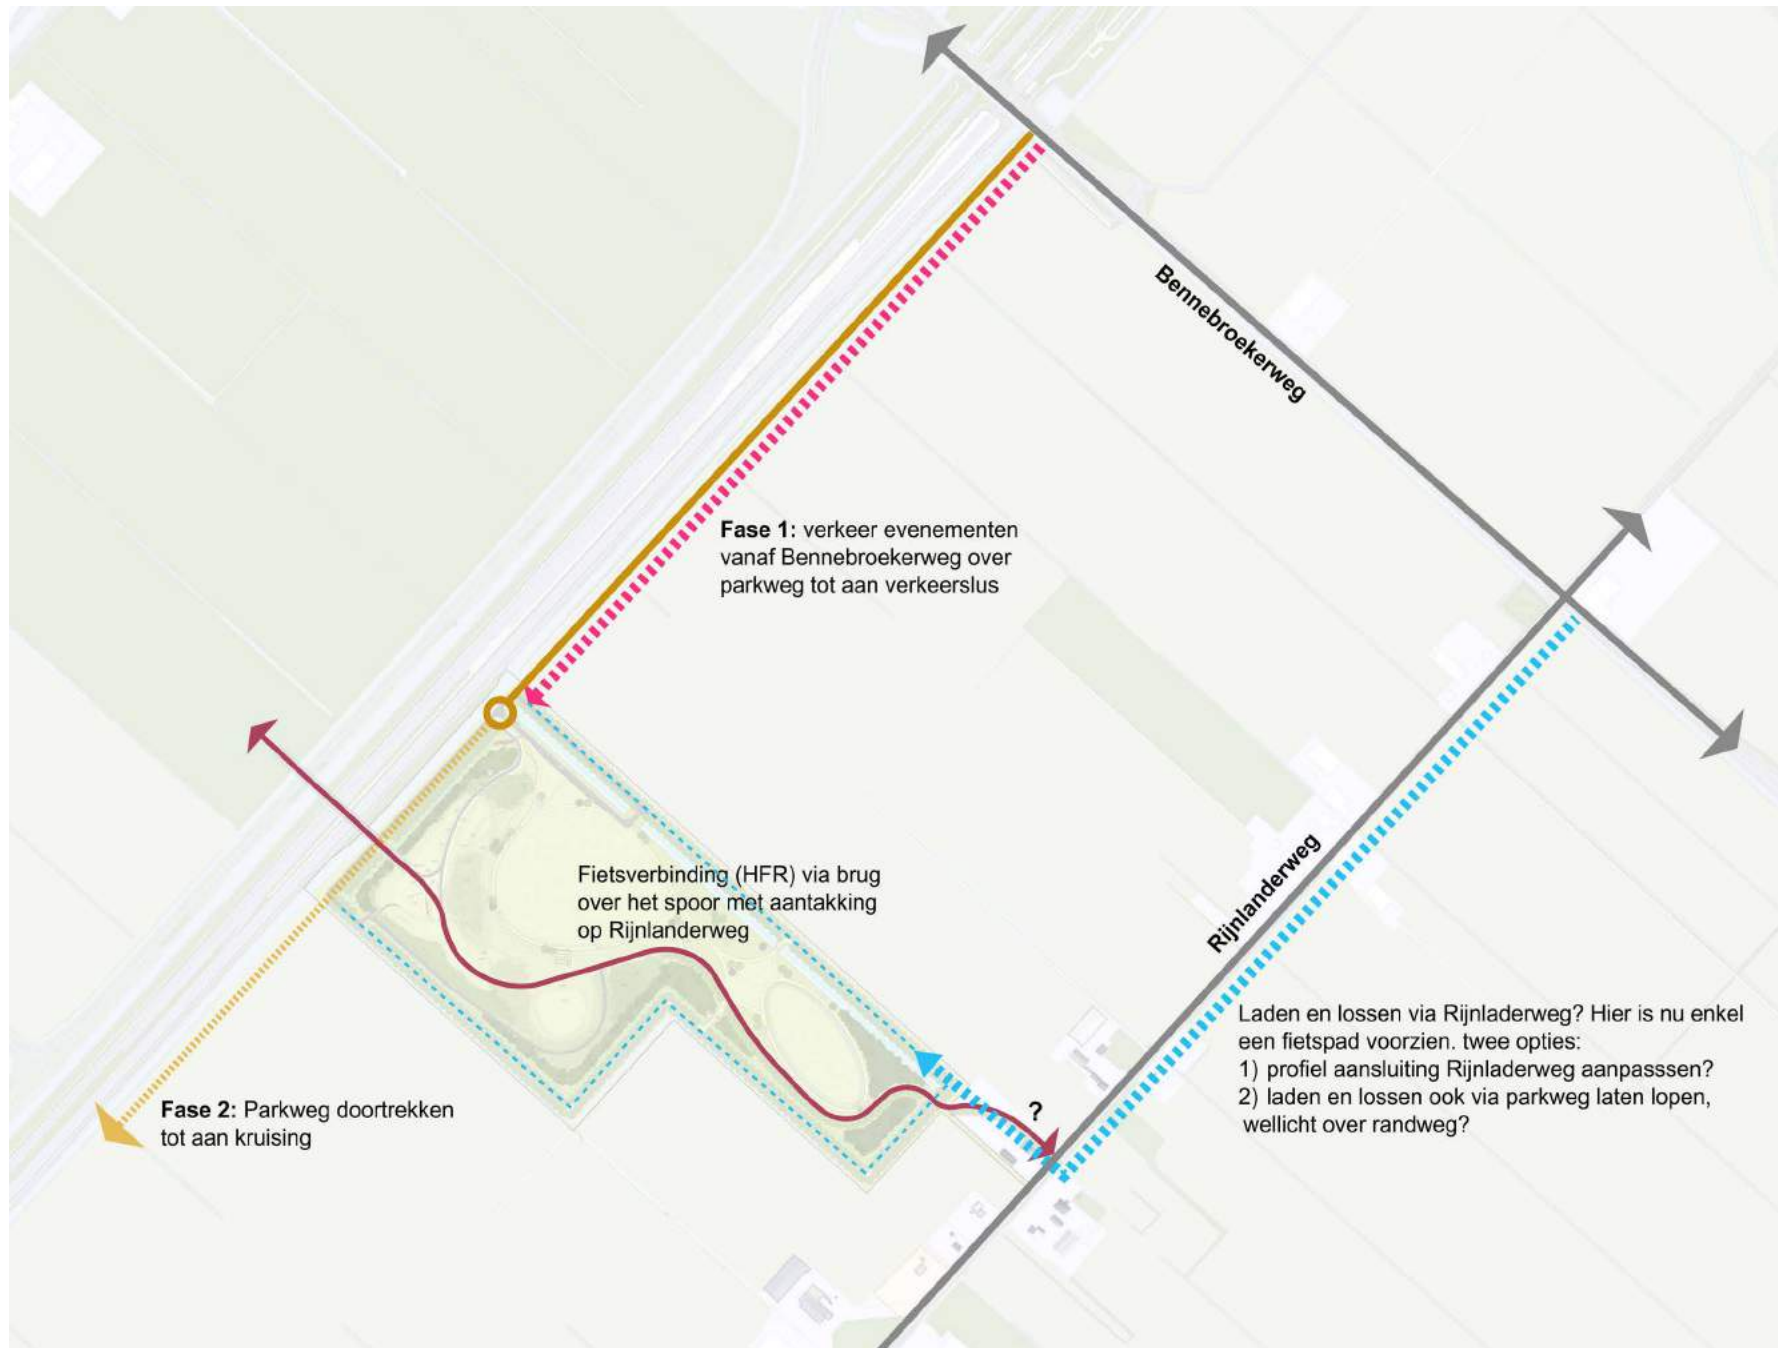 Bennebroekerweg
Fase 1: verkeer evenementen
vanaf Bennebroekerweg over
parkweg tot aan verkeerslus
Rijnlanderweg
Fietsverbinding (HFR) via brug
over het spoor met aantakking
op Rijnlanderweg
Laden en lossen via Rijnladerweg? Hier is nu enkel
een fietspad voorzien. twee opties:
1) profiel aansluiting Rijnladerweg aanpasssen?
2) laden en lossen ook via parkweg laten lopen,
wellicht over randweg?
?
Fase 2: Parkweg doortrekken
tot aan kruising